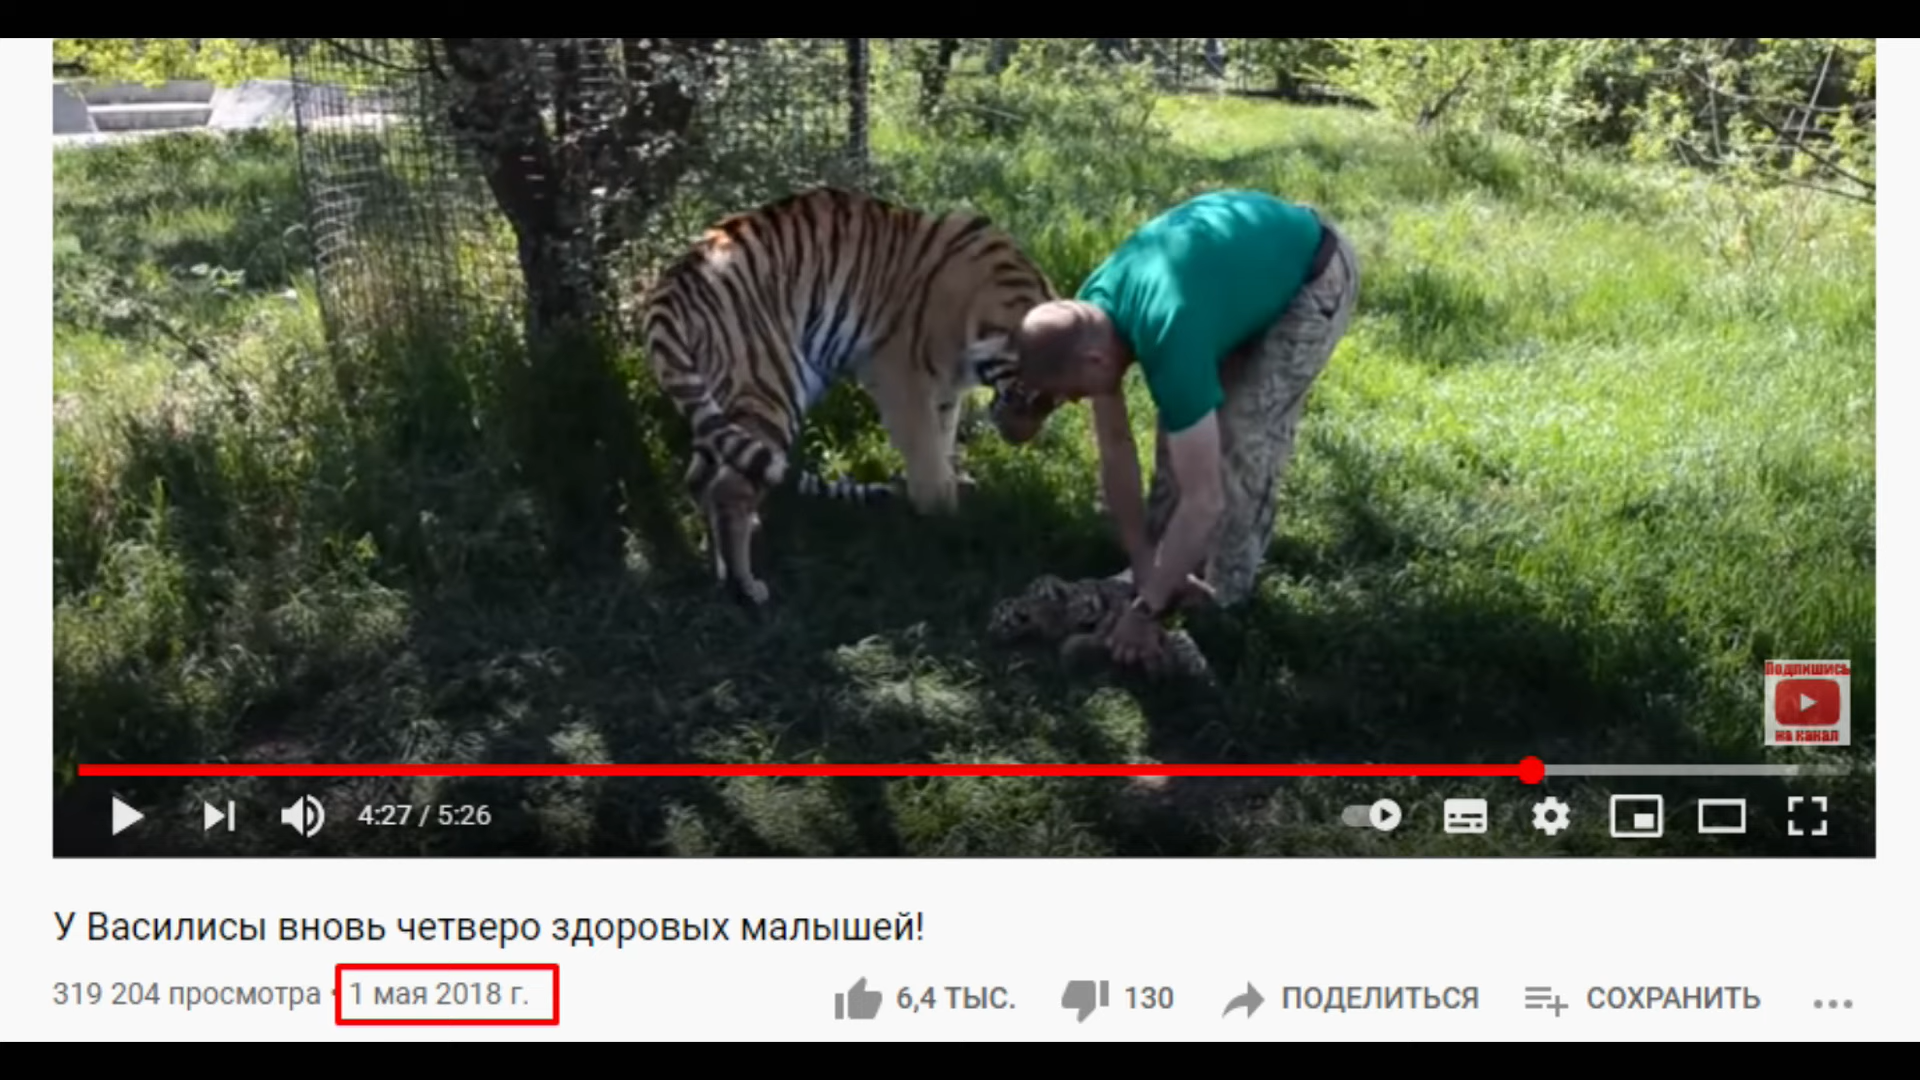 Подпишись
на канал
4:27 / 5:26
У Василисы вновь четверо здоровых малышей!
319 204 просмотра • 1 мая 2018 г.
6,4 ТЫС.
130
ПОДЕЛИТЬСЯ
СОХРАНИТЬ